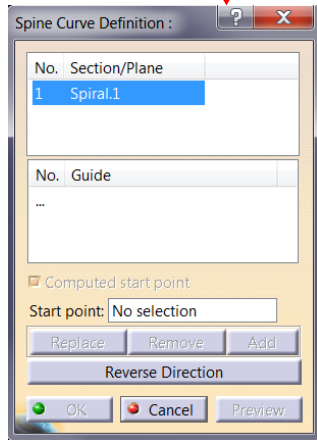 Spine Curve Definition :
?
X
No. Section/Plane
1 Spiral.1
No. Guide
...
Computed start point
Start point: No selection
Replace Remove Add
Reverse Direction
OK Cancel Preview